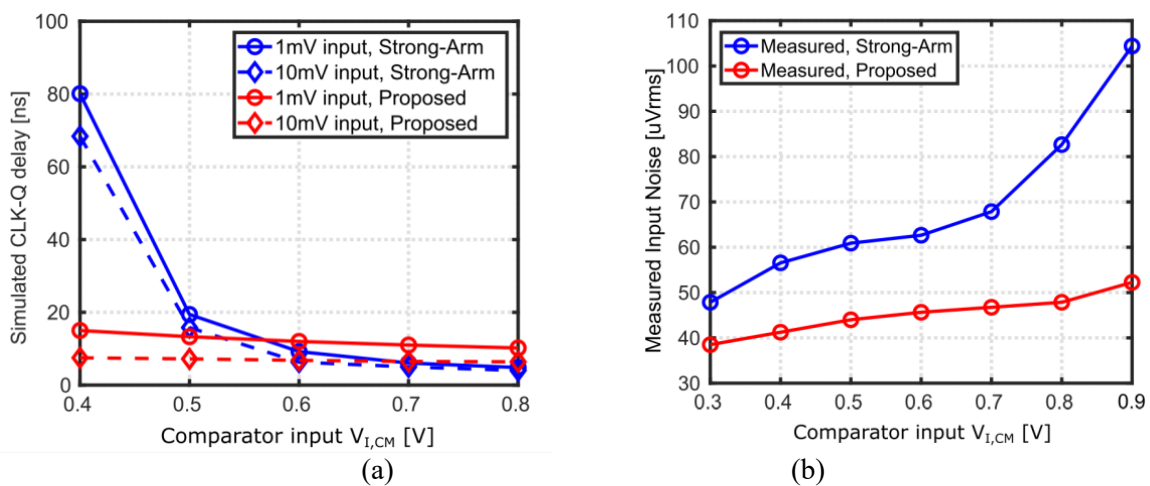 100
80
60
40
20
0
Simulated CLK-Q delay [ns]
1mV input, Strong-Arm
10mV input, Strong-Arm
1mV input, Proposed
10mV input, Proposed
0.4 0.5 0.6 0.7 0.8
Comparator input V_I,CM [V]
(a)
110
100
90
80
70
60
50
40
30
Measured Input Noise [uVrms]
Measured, Strong-Arm
Measured, Proposed
0.3 0.4 0.5 0.6 0.7 0.8 0.9
Comparator input V_I,CM [V]
(b)